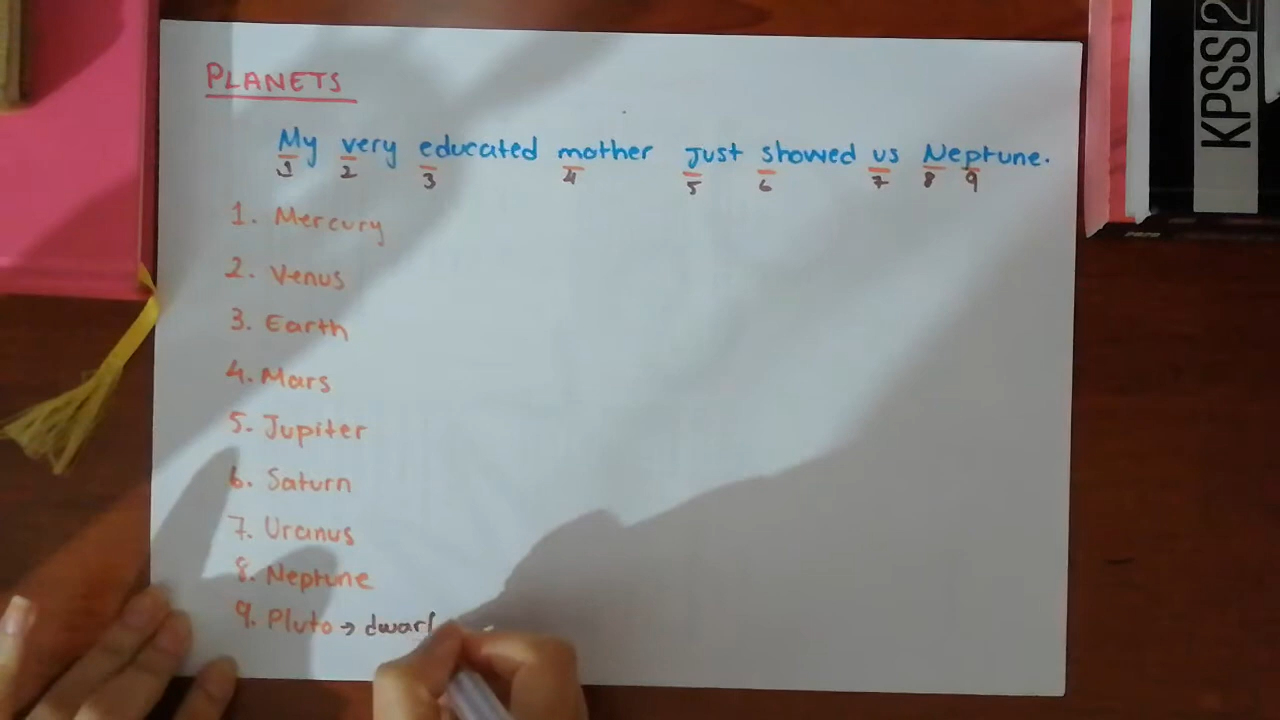 PLANETS
My very educated mother Just showed us Neptune.
1 2 3 4 5 6 7 8 9
1. Mercury
2. Venus
3. Earth
4. Mars
5. Jupiter
6. Saturn
7. Uranus
8. Neptune
9. Pluto → dwarf
KPSS 2